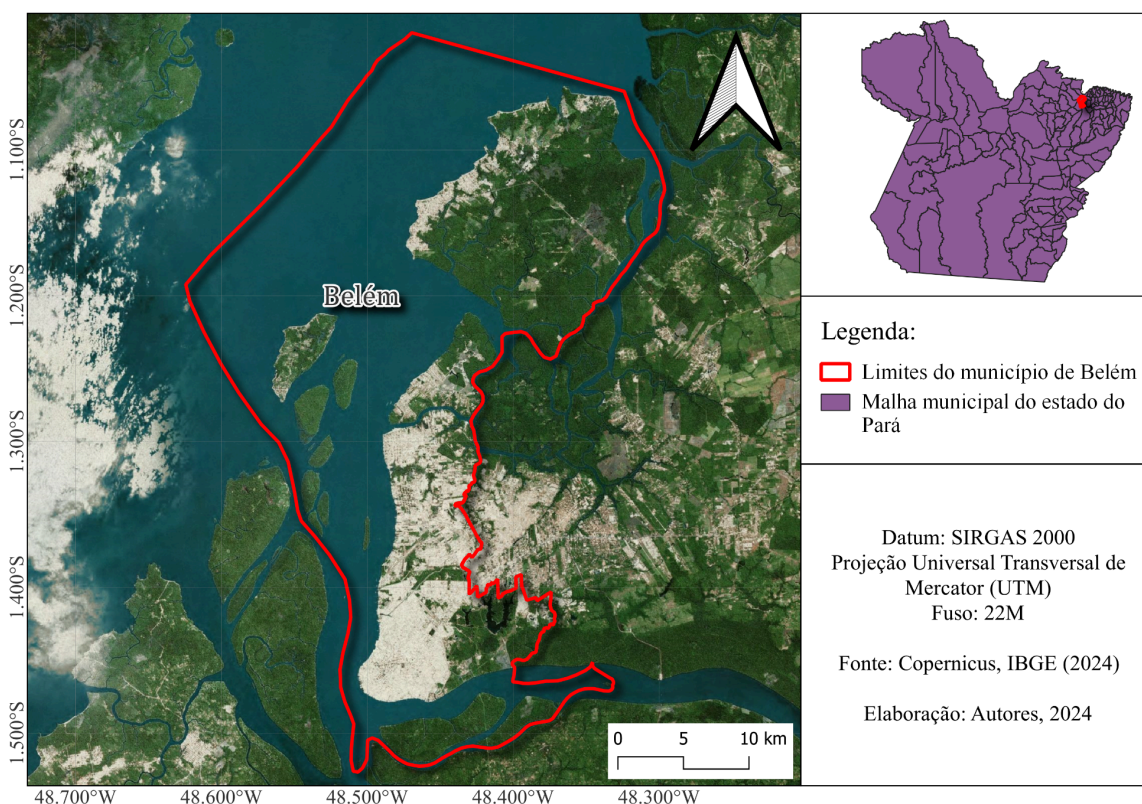 Belém
1.100°S
1.200°S
1.300°S
1.400°S
1.500°S
48.700°W
48.600°W
48.500°W
48.400°W
48.300°W
0
5
10 km
Legenda:
Limites do município de Belém
Malha municipal do estado do
Pará
Datum: SIRGAS 2000
Projeção Universal Transversal de
Mercator (UTM)
Fuso: 22M
Fonte: Copernicus, IBGE (2024)
Elaboração: Autores, 2024